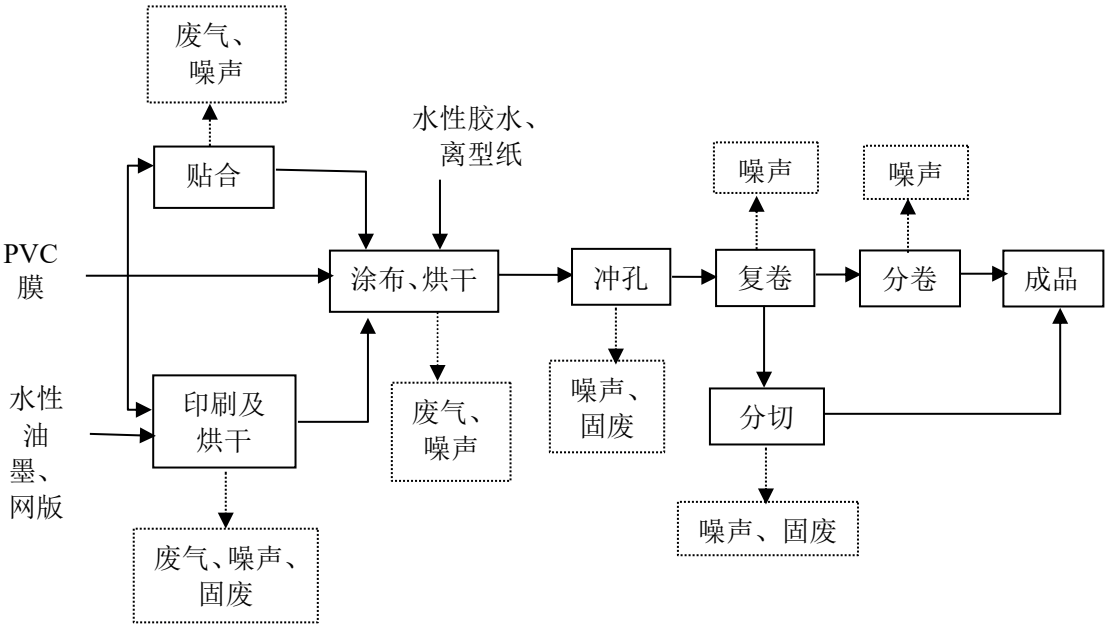 废气、
噪声
水性胶水、
离型纸
贴合
噪声
噪声
PVC
膜
涂布、烘干
冲孔
复卷
分卷
成品
水性
油
墨、
网版
印刷及
烘干
废气、
噪声
噪声、
固废
分切
噪声、固废
废气、噪声、
固废